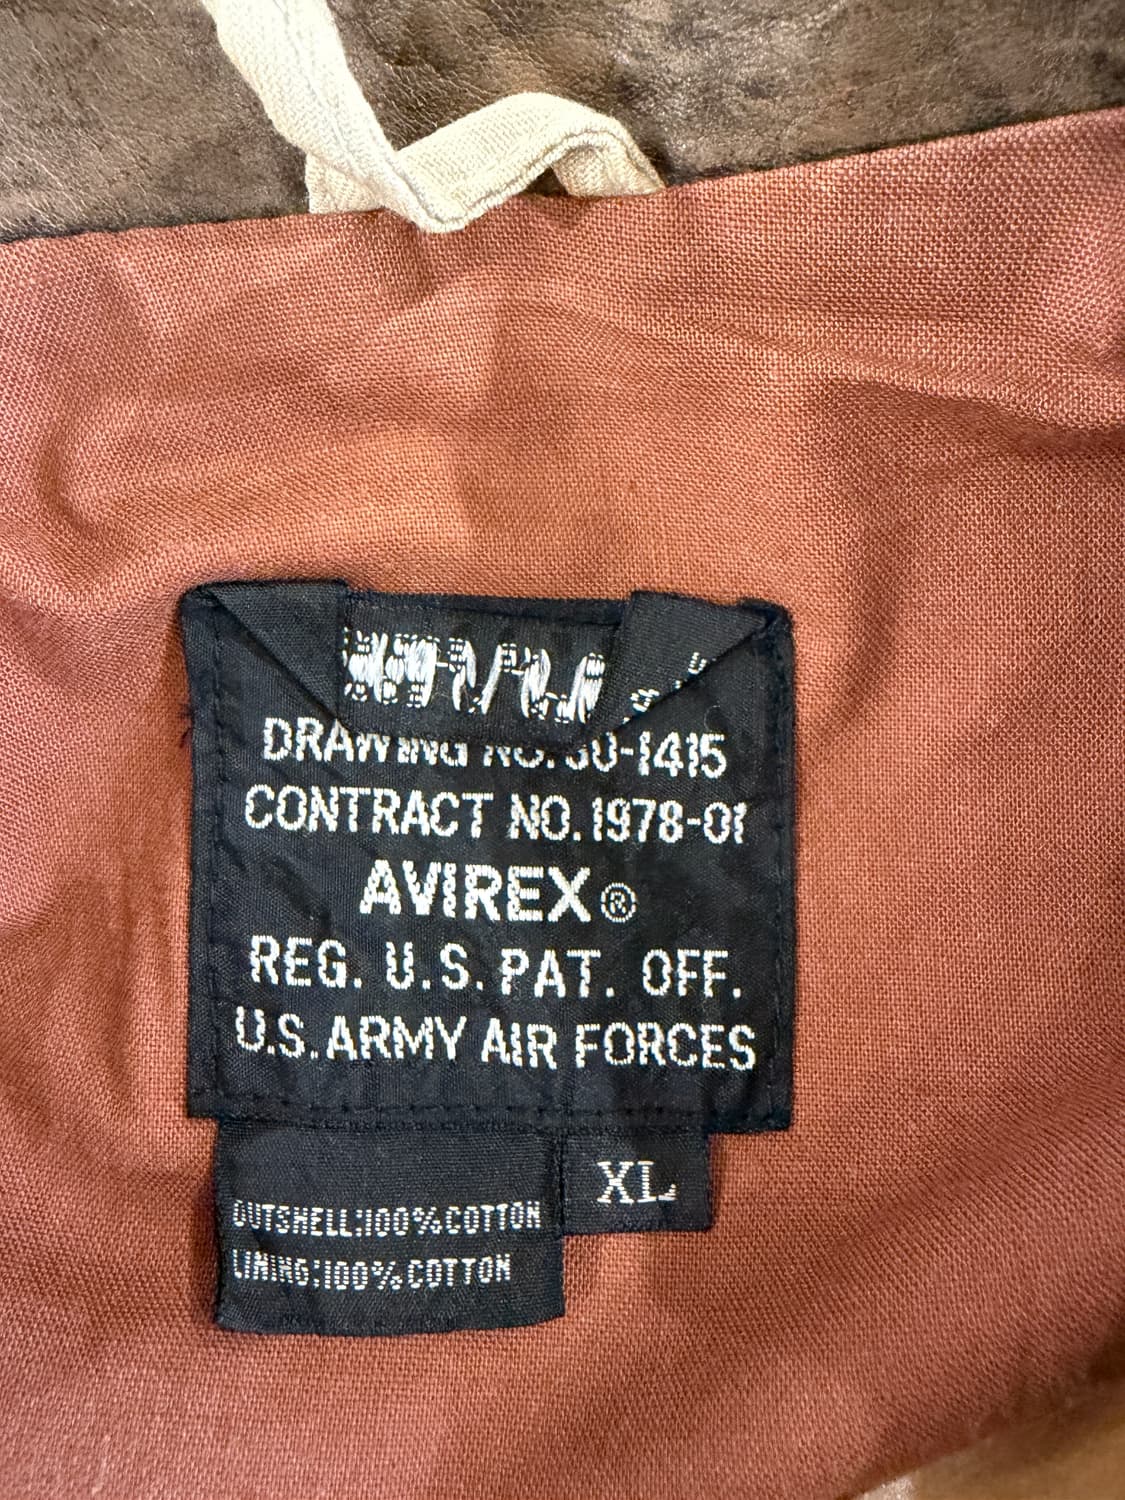 DRAWING NO. 30-1415
CONTRACT NO. 1978-01
AVIREX®
REG. U.S. PAT. OFF.
U.S. ARMY AIR FORCES
XL
OUTSHELL:100%COTTON
LINING:100%COTTON